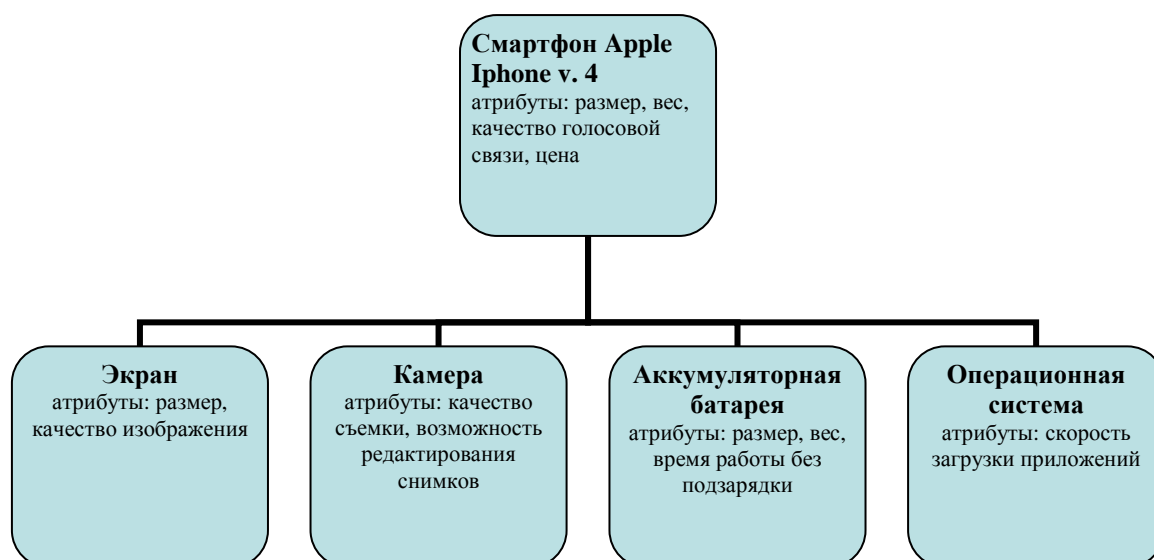 Смартфон Apple
Iphone v. 4
атрибуты: размер, вес,
качество голосовой
связи, цена
Экран
атрибуты: размер,
качество изображения
Камера
атрибуты: качество
съемки, возможность
редактирования
снимков
Аккумуляторная
батарея
атрибуты: размер, вес,
время работы без
подзарядки
Операционная
система
атрибуты: скорость
загрузки приложений